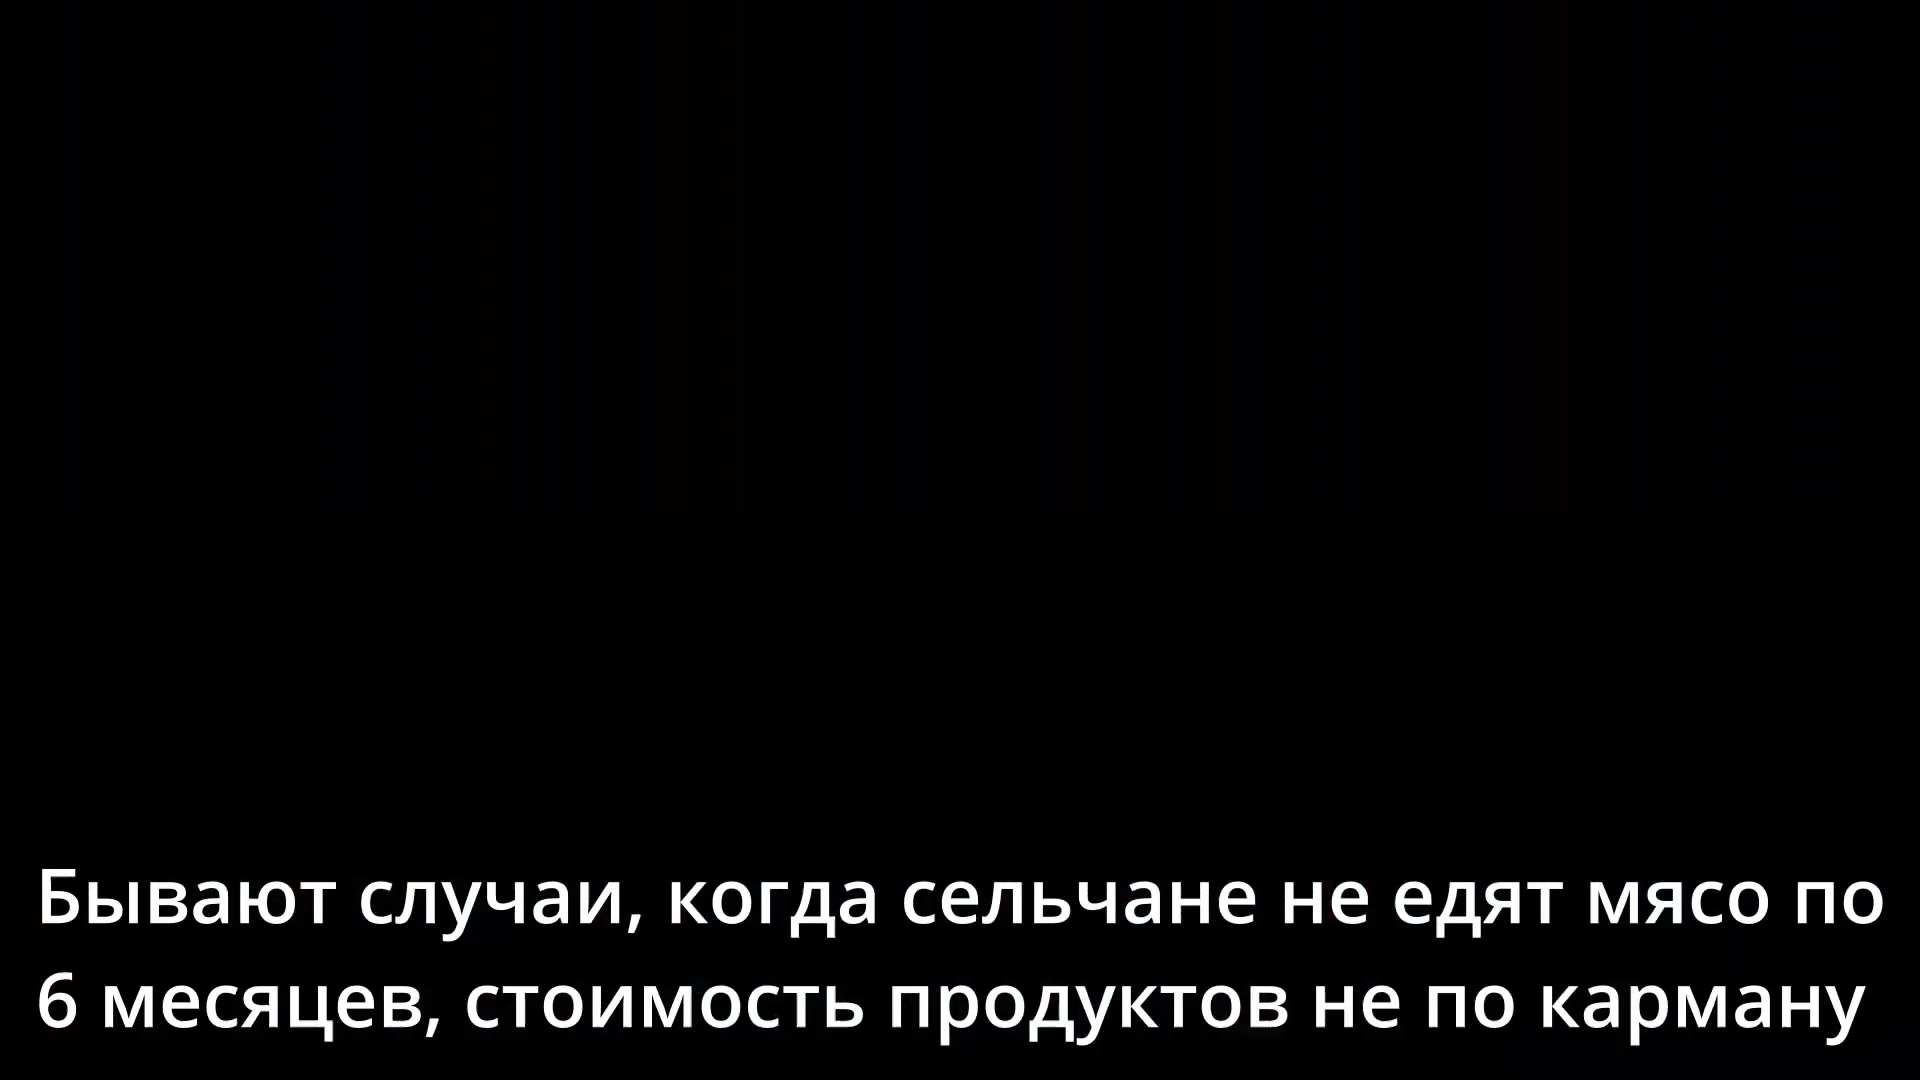 Бывают случаи, когда сельчане не едят мясо по
6 месяцев, стоимость продуктов не по карману